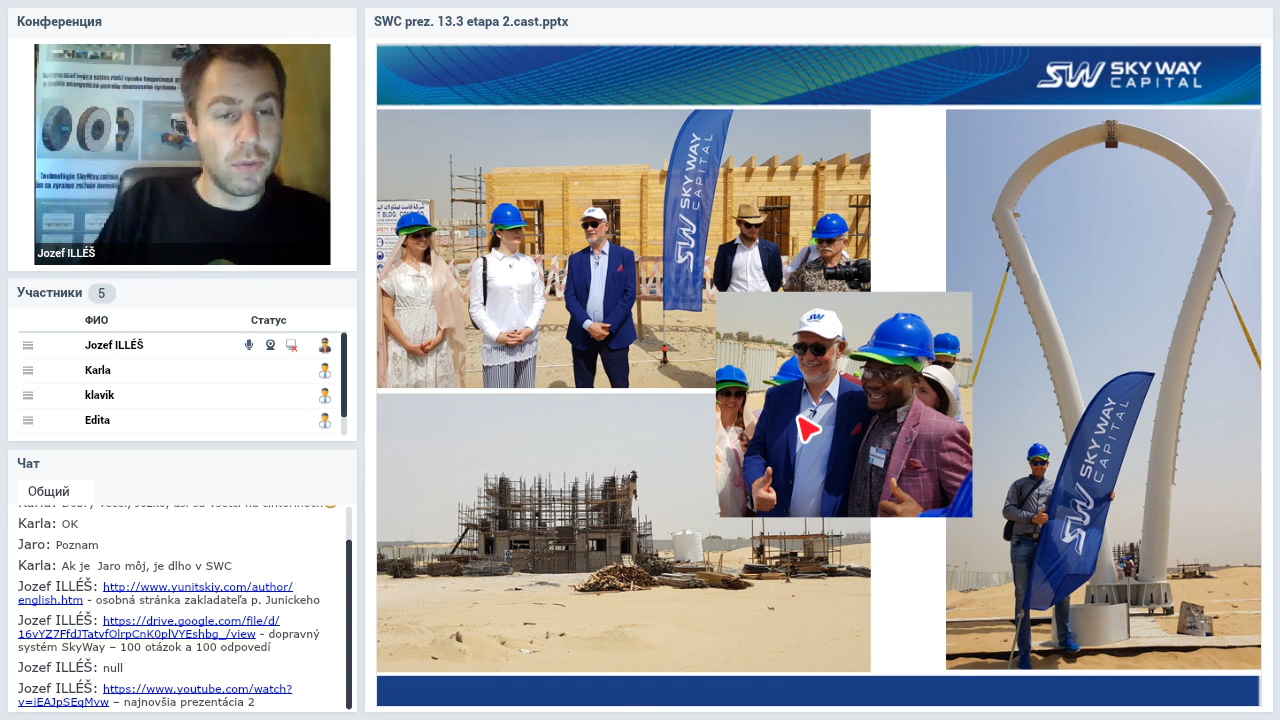 Конференция
Jozef ILLÉŠ
Участники 5
ФИО Статус
Jozef ILLÉŠ
Karla
klavik
Edita
Чат
Общий
Karla: OK
Jaro: Poznam
Karla: Ak je Jaro môj, je dlho v SWC
Jozef ILLÉŠ: http://www.yunitskiy.com/author/
english.htm - osobná stránka zakladateľa p. Junickeho
Jozef ILLÉŠ: https://drive.google.com/file/d/
16vYZ7FfdJTatvfOlrpCnK0plVYEshbg_/view - dopravný
systém SkyWay – 100 otázok a 100 odpovedí
Jozef ILLÉŠ: null
Jozef ILLÉŠ: https://www.youtube.com/watch?
v=iEAJpSEqMvw – najnovšia prezentácia 2
SWC prez. 13.3 etapa 2.cast.pptx
SW SKY WAY
CAPITAL
SW SKY WAY
CAPITAL
SW
SW SKY WAY
CAPITAL